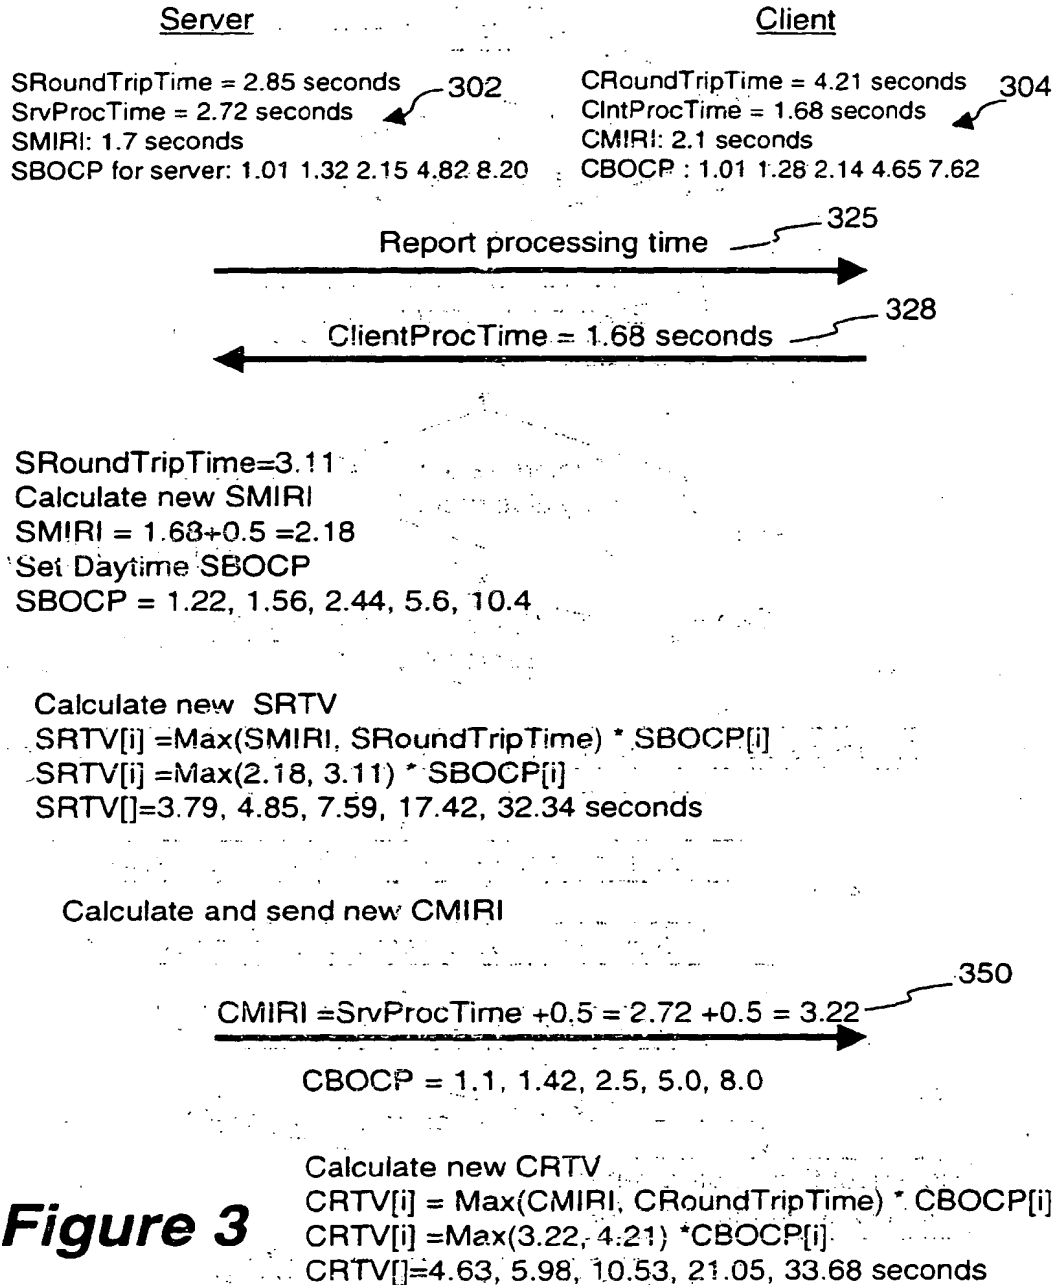 Server
Client
SRoundTripTime = 2.85 seconds
SrvProcTime = 2.72 seconds
SMIRI: 1.7 seconds
SBOCP for server: 1.01 1.32 2.15 4.82 8.20
302
CRoundTripTime = 4.21 seconds
ClntProcTime = 1.68 seconds
CMIRI: 2.1 seconds
CBOCP : 1.01 1.28 2.14 4.65 7.62
304
Report processing time
325
ClientProcTime = 1.68 seconds
328
SRoundTripTime=3.11
Calculate new SMIRI
SMIRI = 1.68+0.5 =2.18
Set Daytime SBOCP
SBOCP = 1.22, 1.56, 2.44, 5.6, 10.4
Calculate new SRTV
SRTV[i] =Max(SMIRI, SRoundTripTime) * SBOCP[i]
SRTV[i] =Max(2.18, 3.11) * SBOCP[i]
SRTV[]=3.79, 4.85, 7.59, 17.42, 32.34 seconds
Calculate and send new CMIRI
350
CMIRI =SrvProcTime +0.5 = 2.72 +0.5 = 3.22
CBOCP = 1.1, 1.42, 2.5, 5.0, 8.0
Calculate new CRTV
CRTV[i] = Max(CMIRI, CRoundTripTime) * CBOCP[i]
CRTV[i] =Max(3.22, 4.21) *CBOCP[i]
CRTV[]=4.63, 5.98, 10.53, 21.05, 33.68 seconds
Figure 3